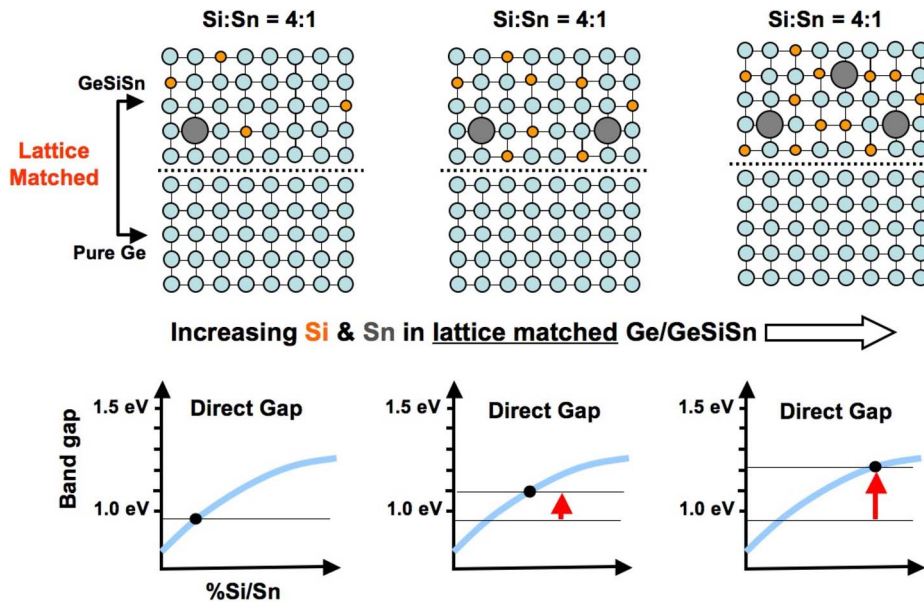 Si:Sn = 4:1
Si:Sn = 4:1
Si:Sn = 4:1
GeSiSn
Lattice
Matched
Pure Ge
Increasing Si & Sn in lattice matched Ge/GeSiSn
Band gap
1.5 eV
Direct Gap
1.0 eV
%Si/Sn
1.5 eV
Direct Gap
1.0 eV
1.5 eV
Direct Gap
1.0 eV